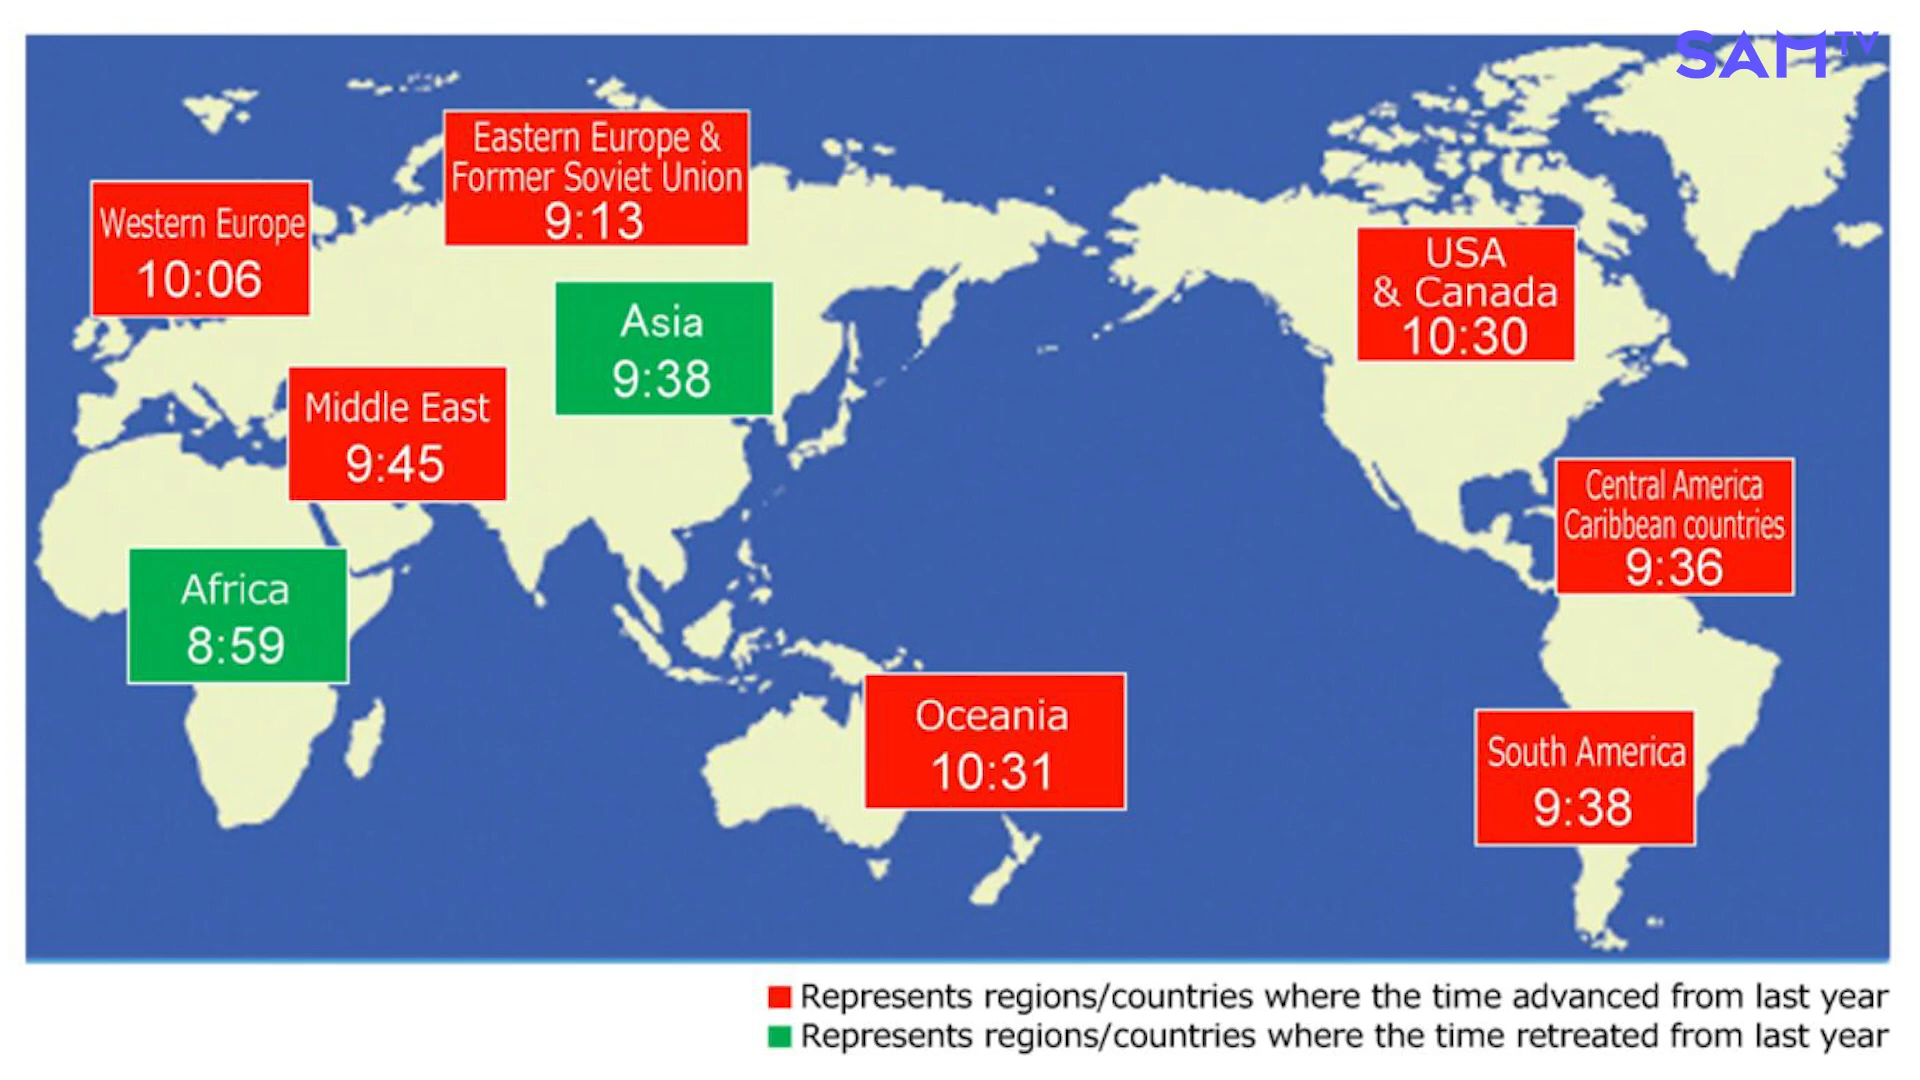 SAMTV
Eastern Europe &
Former Soviet Union
9:13
Western Europe
10:06
USA
& Canada
10:30
Asia
9:38
Middle East
9:45
Central America
Caribbean countries
9:36
Africa
8:59
Oceania
10:31
South America
9:38
Represents regions/countries where the time advanced from last year
Represents regions/countries where the time retreated from last year